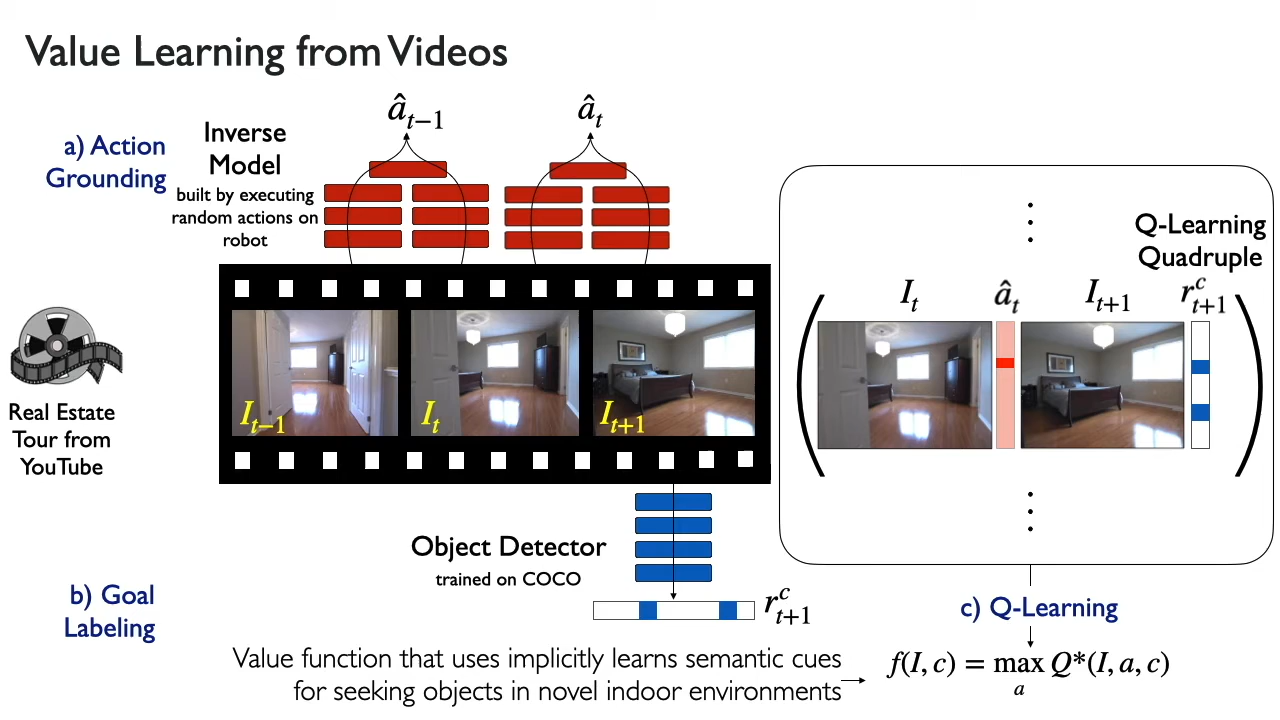 Value Learning from Videos
a) Action
Grounding
Inverse
Model
built by executing
random actions on
robot
â_{t−1}
â_t
Real Estate
Tour from
YouTube
I_{t−1}
I_t
I_{t+1}
Q-Learning
Quadruple
I_t
â_t
I_{t+1}
r^c_{t+1}
Object Detector
trained on COCO
b) Goal
Labeling
r^c_{t+1}
c) Q-Learning
Value function that uses implicitly learns semantic cues
for seeking objects in novel indoor environments
f(I, c) = max_a Q*(I, a, c)